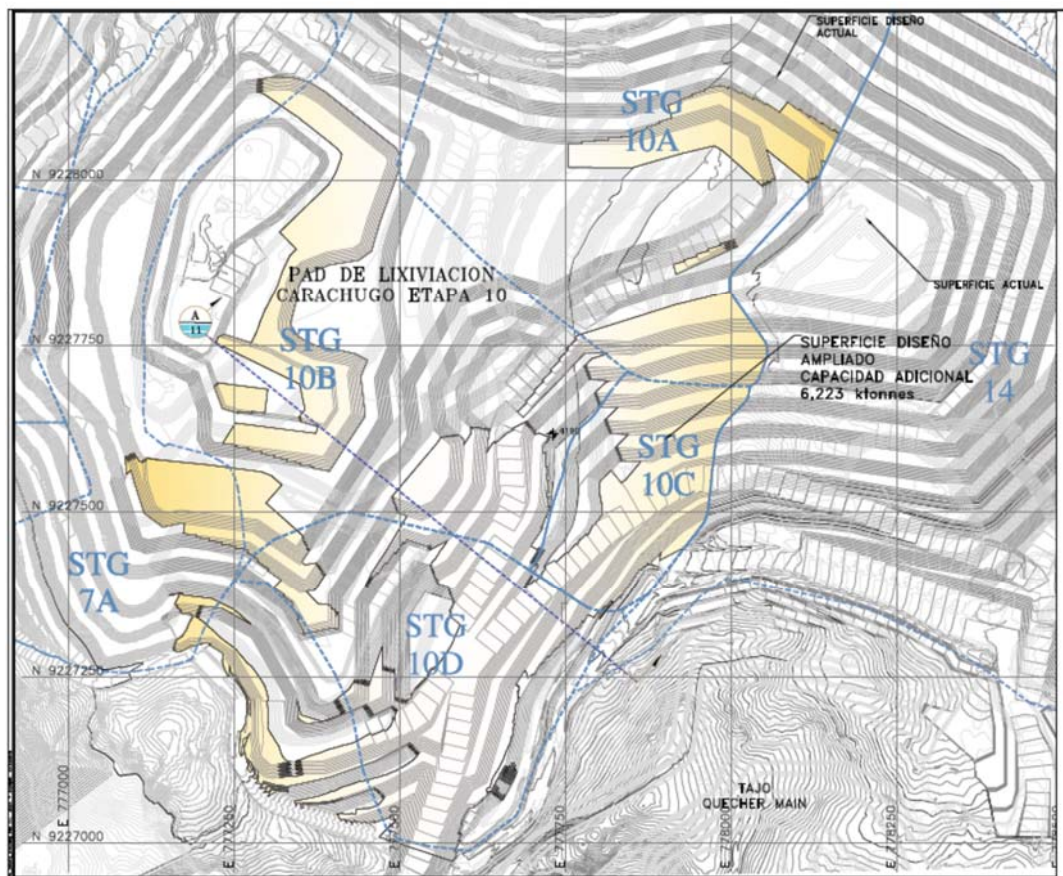 SUPERFICIE DISEÑO
ACTUAL
STG
10A
N 9228000
PAD DE LIXIVIACION
CARACHUGO ETAPA 10
SUPERFICIE ACTUAL
A
11
N 9227750
STG
10B
SUPERFICIE DISEÑO
AMPLIADO
CAPACIDAD ADICIONAL
6,223 ktonnes
STG
14
STG
10C
N 9227500
STG
7A
STG
10D
N 9227250
TAJO
QUECHER MAIN
N 9227000
E 777000
E 777250
E 777500
E 777750
E 778000
E 778250